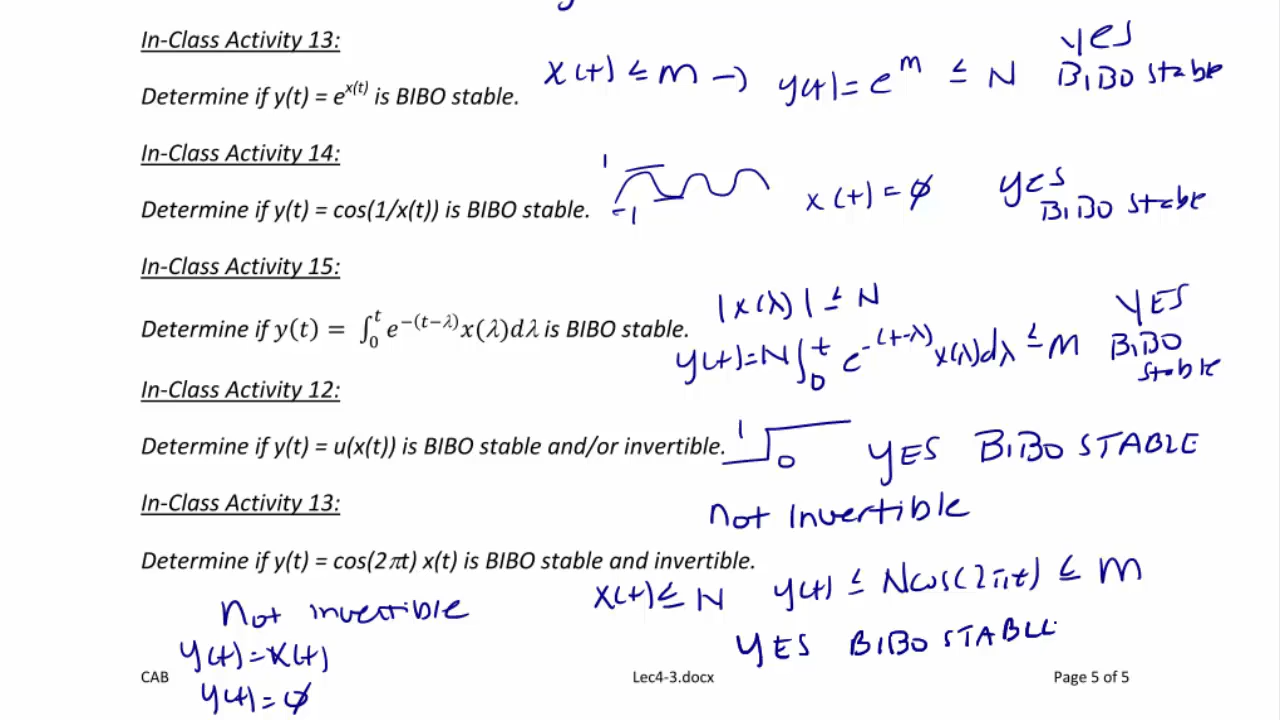 In-Class Activity 13:
x(t) ≤ m → y(t) = e^m ≤ N YES BIBO stable
Determine if y(t) = e^x(t) is BIBO stable.
In-Class Activity 14:
1
-1
x(t) = ϕ YES BIBO stable
Determine if y(t) = cos(1/x(t)) is BIBO stable.
In-Class Activity 15:
|x(λ)| ≤ N YES
Determine if y(t) = ∫₀ᵗ e^−(t−λ) x(λ)dλ is BIBO stable.
y(t) = N ∫₀ᵗ e^-(t-λ) x(λ)dλ ≤ M BIBO stable
In-Class Activity 12:
Determine if y(t) = u(x(t)) is BIBO stable and/or invertible.
1
0
YES BIBO STABLE
In-Class Activity 13:
Not Invertible
Determine if y(t) = cos(2πt) x(t) is BIBO stable and invertible.
x(t) ≤ N y(t) ≤ Ncos(2πt) ≤ M
Not invertible
YES BIBO STABLE
y(t) = x(t)
y(t) = ϕ
CAB Lec4-3.docx Page 5 of 5